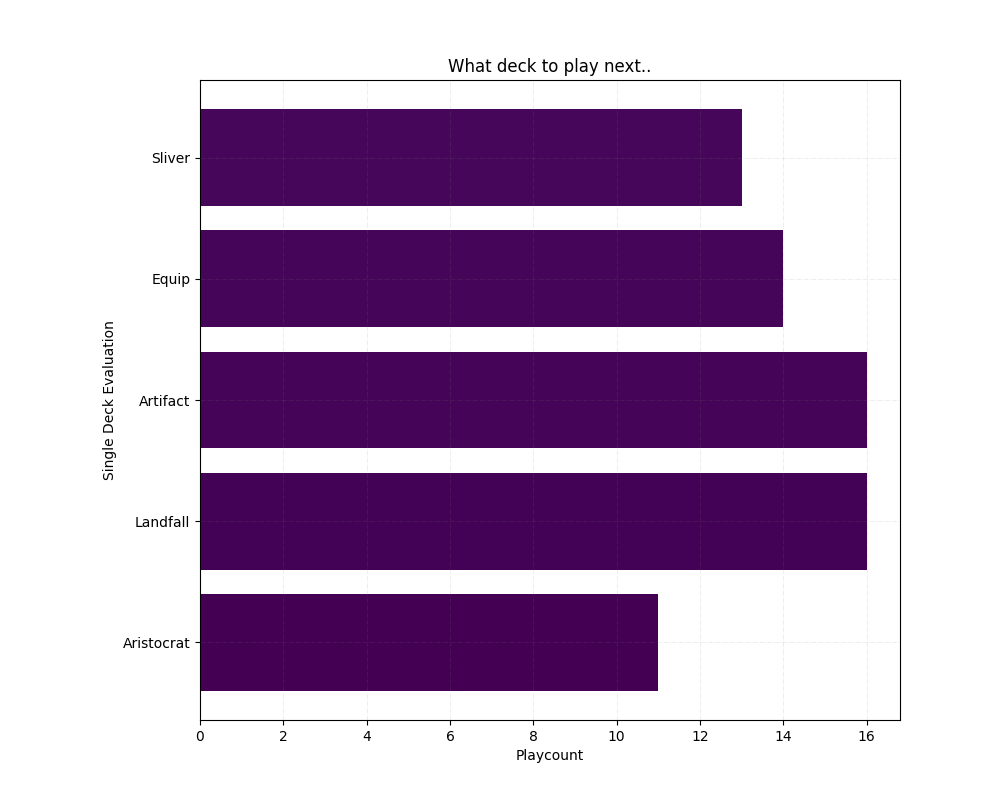 What deck to play next..
Single Deck Evaluation
Sliver
Equip
Artifact
Landfall
Aristocrat
0 2 4 6 8 10 12 14 16
Playcount